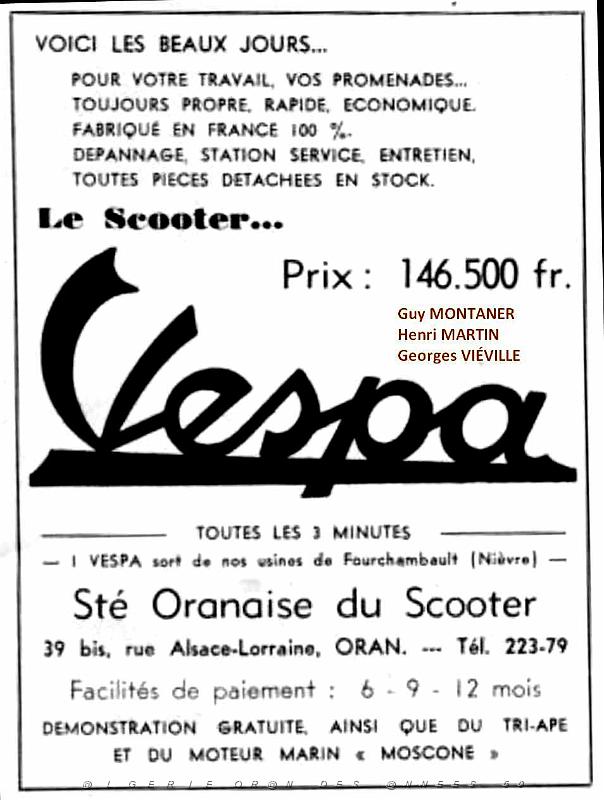 VOICI LES BEAUX JOURS...
POUR VOTRE TRAVAIL, VOS PROMENADES...
TOUJOURS PROPRE, RAPIDE, ECONOMIQUE.
FABRIQUÉ EN FRANCE 100 %.
DEPANNAGE, STATION SERVICE, ENTRETIEN,
TOUTES PIECES DETACHEES EN STOCK.
Le Scooter...
Prix : 146.500 fr.
Guy MONTANER
Henri MARTIN
Georges VIÉVILLE
Vespa
TOUTES LES 3 MINUTES
— 1 VESPA sort de nos usines de Fourchambault (Nièvre) —
Sté Oranaise du Scooter
39 bis, rue Alsace-Lorraine, ORAN. --- Tél. 223-79
Facilités de paiement : 6 - 9 - 12 mois
DEMONSTRATION GRATUITE, AINSI QUE DU TRI-APE
ET DU MOTEUR MARIN « MOSCONE »